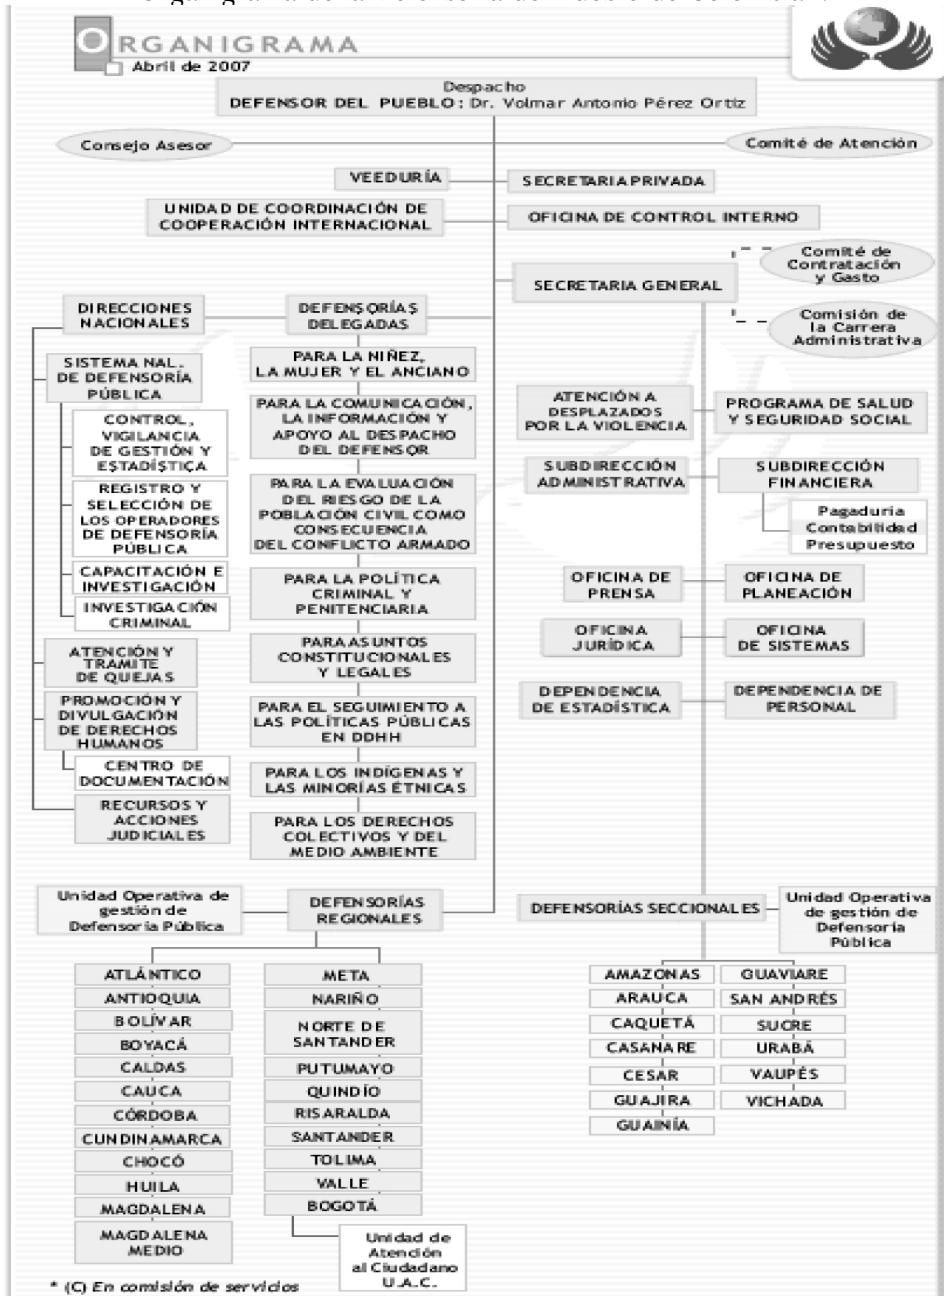 ORGANIGRAMA
Abril de 2007
Despacho
DEFENSOR DEL PUEBLO: Dr. Volmar Antonio Pérez Ortíz
Consejo Asesor
Comité de Atención
VEEDURÍA
SECRETARIA PRIVADA
UNIDAD DE COORDINACIÓN DE
COOPERACIÓN INTERNACIONAL
OFICINA DE CONTROL INTERNO
SECRETARIA GENERAL
Comité de
Contratación
y Gasto
Comisión de
la Carrera
Administrativa
DIRECCIONES
NACIONALES
SISTEMA NAL.
DE DEFENSORÍA
PÚBLICA
CONTROL,
VIGILANCIA
DE GESTIÓN Y
ESTADÍSTICA
REGISTRO Y
SELECCIÓN DE
LOS OPERADORES
DE DEFENSORÍA
PÚBLICA
CAPACITACIÓN E
INVESTIGACIÓN
INVESTIGACIÓN
CRIMINAL
ATENCIÓN Y
TRAMITE
DE QUEJAS
PROMOCIÓN Y
DIVULGACIÓN
DE DERECHOS
HUMANOS
CENTRO DE
DOCUMENTACIÓN
RECURSOS Y
ACCIONES
JUDICIALES
DEFENSORÍAS
DELEGADAS
PARA LA NIÑEZ,
LA MUJER Y EL ANCIANO
PARA LA COMUNICACIÓN,
LA INFORMACIÓN Y
APOYO AL DESPACHO
DEL DEFENSOR
PARA LA EVALUACIÓN
DEL RIESGO DE LA
POBLACIÓN CIVIL COMO
CONSECUENCIA
DEL CONFLICTO ARMADO
PARA LA POLÍTICA
CRIMINAL Y
PENITENCIARIA
PARA ASUNTOS
CONSTITUCIONALES
Y LEGALES
PARA EL SEGUIMIENTO A
LAS POLÍTICAS PÚBLICAS
EN DDHH
PARA LOS INDÍGENAS Y
LAS MINORÍAS ÉTNICAS
PARA LOS DERECHOS
COLECTIVOS Y DEL
MEDIO AMBIENTE
ATENCIÓN A
DESPLAZADOS
POR LA VIOLENCIA
PROGRAMA DE SALUD
Y SEGURIDAD SOCIAL
SUBDIRECCIÓN
ADMINISTRATIVA
SUBDIRECCIÓN
FINANCIERA
Pagaduria
Contabilidad
Presupuesto
OFICINA DE
PRENSA
OFICINA DE
PLANEACIÓN
OFICINA
JURÍDICA
OFICINA
DE SISTEMAS
DEPENDENCIA
DE ESTADÍSTICA
DEPENDENCIA DE
PERSONAL
Unidad Operativa de
gestión de
Defensoría Pública
DEFENSORÍAS
REGIONALES
ATLÁNTICO
ANTIOQUIA
BOLÍVAR
BOYACÁ
CALDAS
CAUCA
CÓRDOBA
CUNDINAMARCA
CHOCÓ
HUILA
MAGDALENA
MAGDALENA
MEDIO
META
NARIÑO
NORTE DE
SANTANDER
PUTUMAYO
QUINDÍO
RISARALDA
SANTANDER
TOLIMA
VALLE
BOGOTÁ
Unidad de
Atención
al Ciudadano
U.A.C.
DEFENSORÍAS SECCIONALES
Unidad Operativa
de gestión de
Defensoría
Pública
AMAZONAS
ARAUCA
CAQUETÁ
CASANARE
CESAR
GUAJIRA
GUAINÍA
GUAVIARE
SAN ANDRÉS
SUCRE
URABÁ
VAUPÉS
VICHADA
* (C) En comisión de servicios